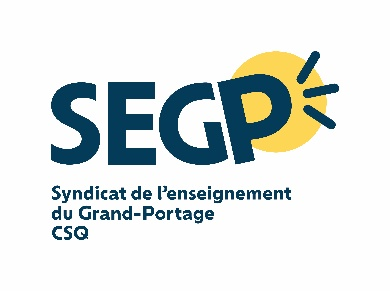 SEGP
Syndicat de l'enseignement
du Grand-Portage
CSQ